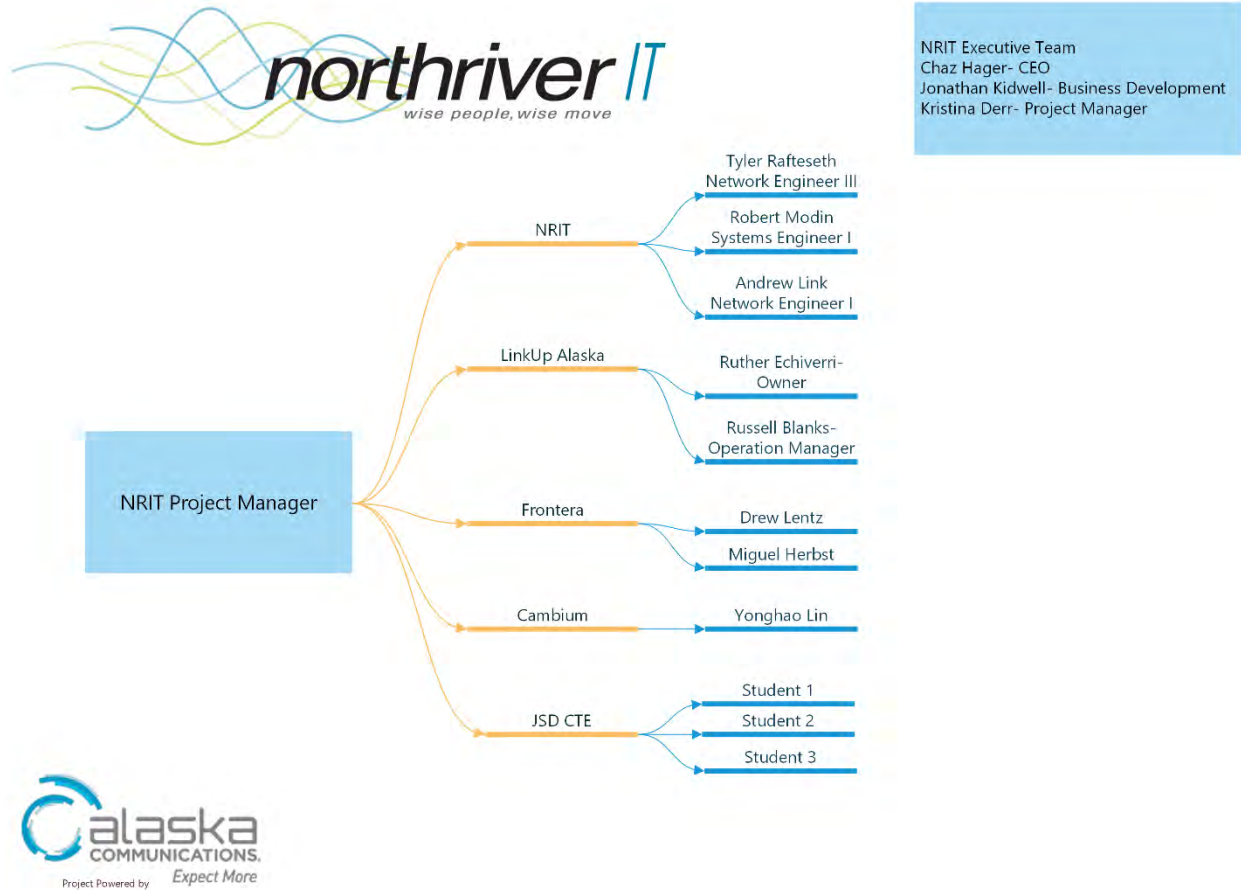 northriver IT
wise people, wise move
NRIT Executive Team
Chaz Hager- CEO
Jonathan Kidwell- Business Development
Kristina Derr- Project Manager
NRIT Project Manager
NRIT
Tyler Rafteseth
Network Engineer III
Robert Modin
Systems Engineer I
Andrew Link
Network Engineer I
LinkUp Alaska
Ruther Echiverri-
Owner
Russell Blanks-
Operation Manager
Frontera
Drew Lentz
Miguel Herbst
Cambium
Yonghao Lin
JSD CTE
Student 1
Student 2
Student 3
alaska
COMMUNICATIONS.
Expect More
Project Powered by